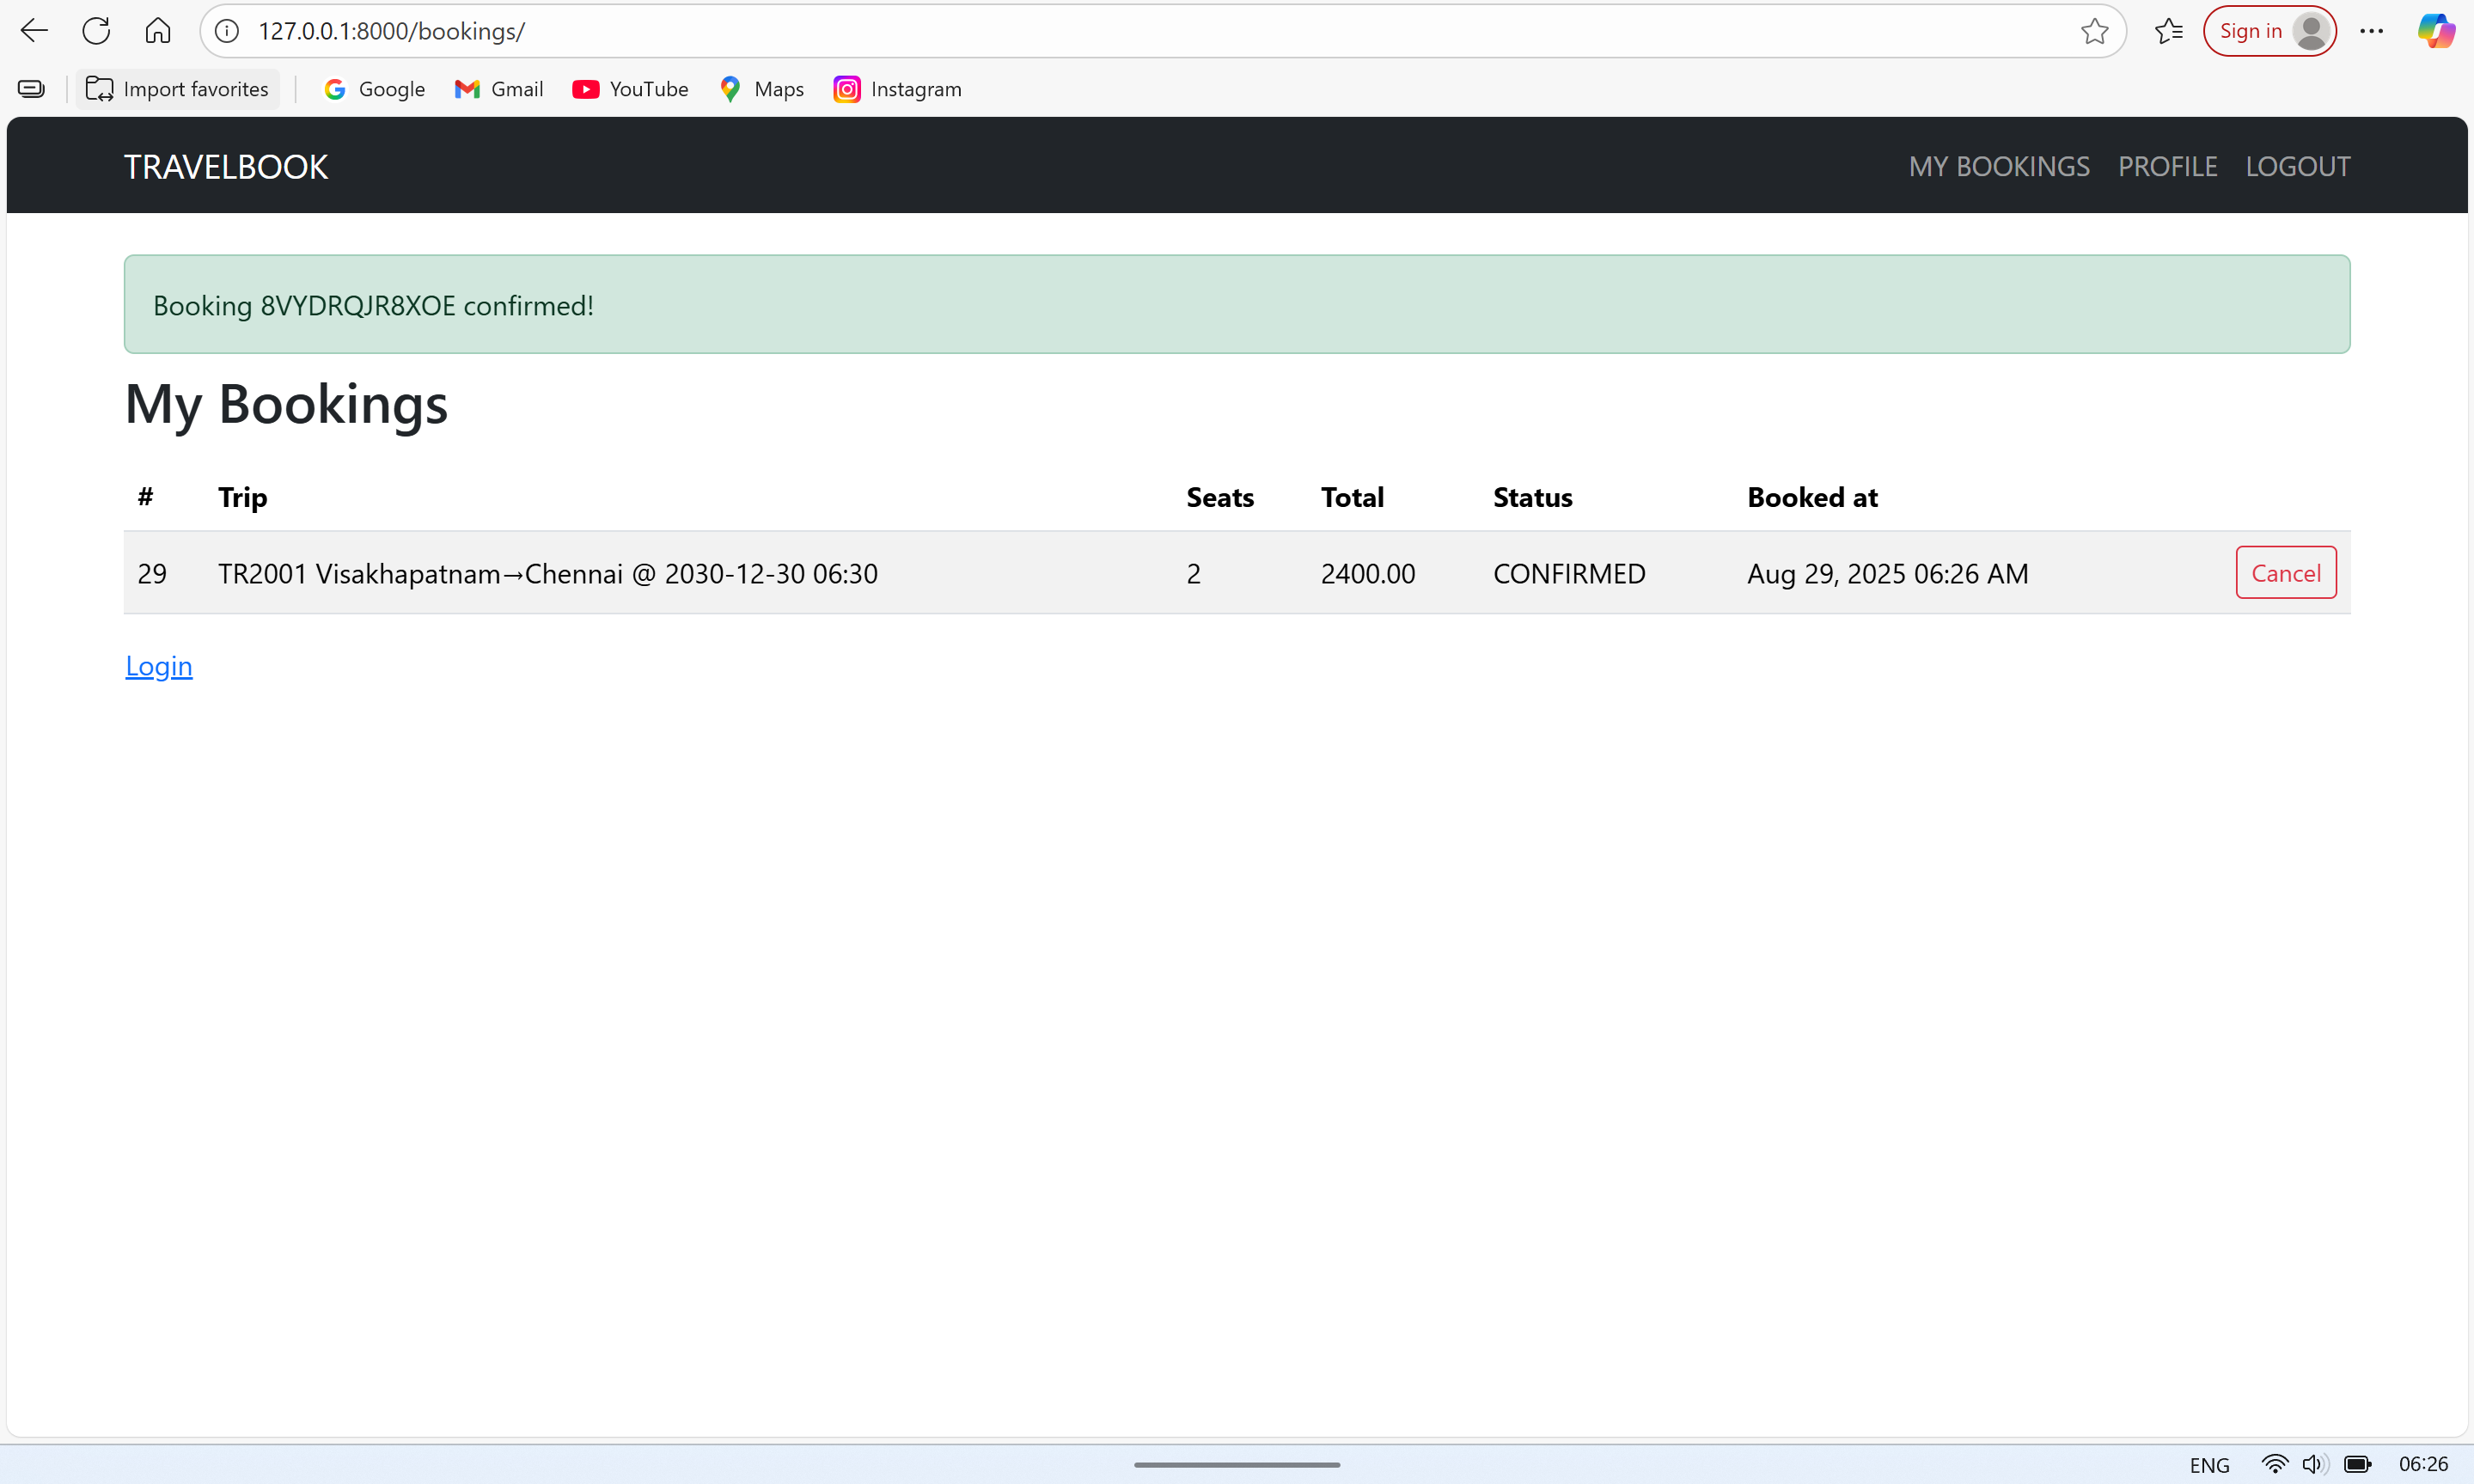 127.0.0.1:8000/bookings/
Sign in
Import favorites
Google
Gmail
YouTube
Maps
Instagram
TRAVELBOOK
MY BOOKINGS PROFILE LOGOUT
Booking 8VYDRQJR8XOE confirmed!
My Bookings
# Trip Seats Total Status Booked at
29 TR2001 Visakhapatnam→Chennai @ 2030-12-30 06:30 2 2400.00 CONFIRMED Aug 29, 2025 06:26 AM Cancel
Login
ENG 06:26